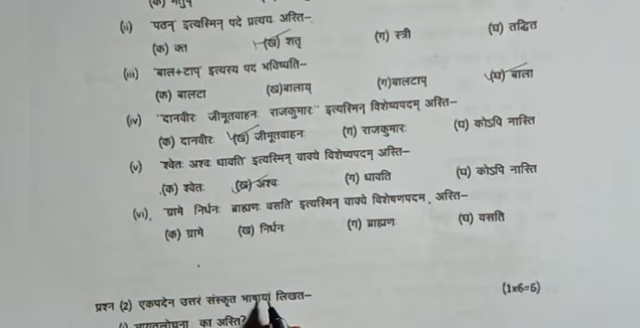 (ii) 'पठन्' इत्यस्मिन् पदे प्रत्यय अस्ति–
(क) क्त (ख) शतृ (ग) स्त्री (घ) तद्धित
(iii) 'बाल+टाप्' इत्यस्य पद भविष्यति–
(क) बालटा (ख)बालाय् (ग)बालटाप् (घ) बाला
(iv) "दानवीरः जीमूतवाहनः राजकुमारः" इत्यस्मिन् विशेष्यपदम् अस्ति–
(क) दानवीरः (ख) जीमूतवाहनः (ग) राजकुमारः (घ) कोऽपि नास्ति
(v) 'श्वेतः अश्वः धावति' इत्यस्मिन् वाक्ये विशेष्यपदम् अस्ति–
(क) श्वेतः (ख) अश्वः (ग) धावति (घ) कोऽपि नास्ति
(vi), 'ग्रामे निर्धनः ब्राह्मणः वसति' इत्यस्मिन् वाक्ये विशेषणपदम् अस्ति–
(क) ग्रामे (ख) निर्धनः (ग) ब्राह्मणः (घ) वसति
प्रश्न (2) एकपदेन उत्तरं संस्कृत भाषायां लिखत– (1x6=6)
का अस्ति?